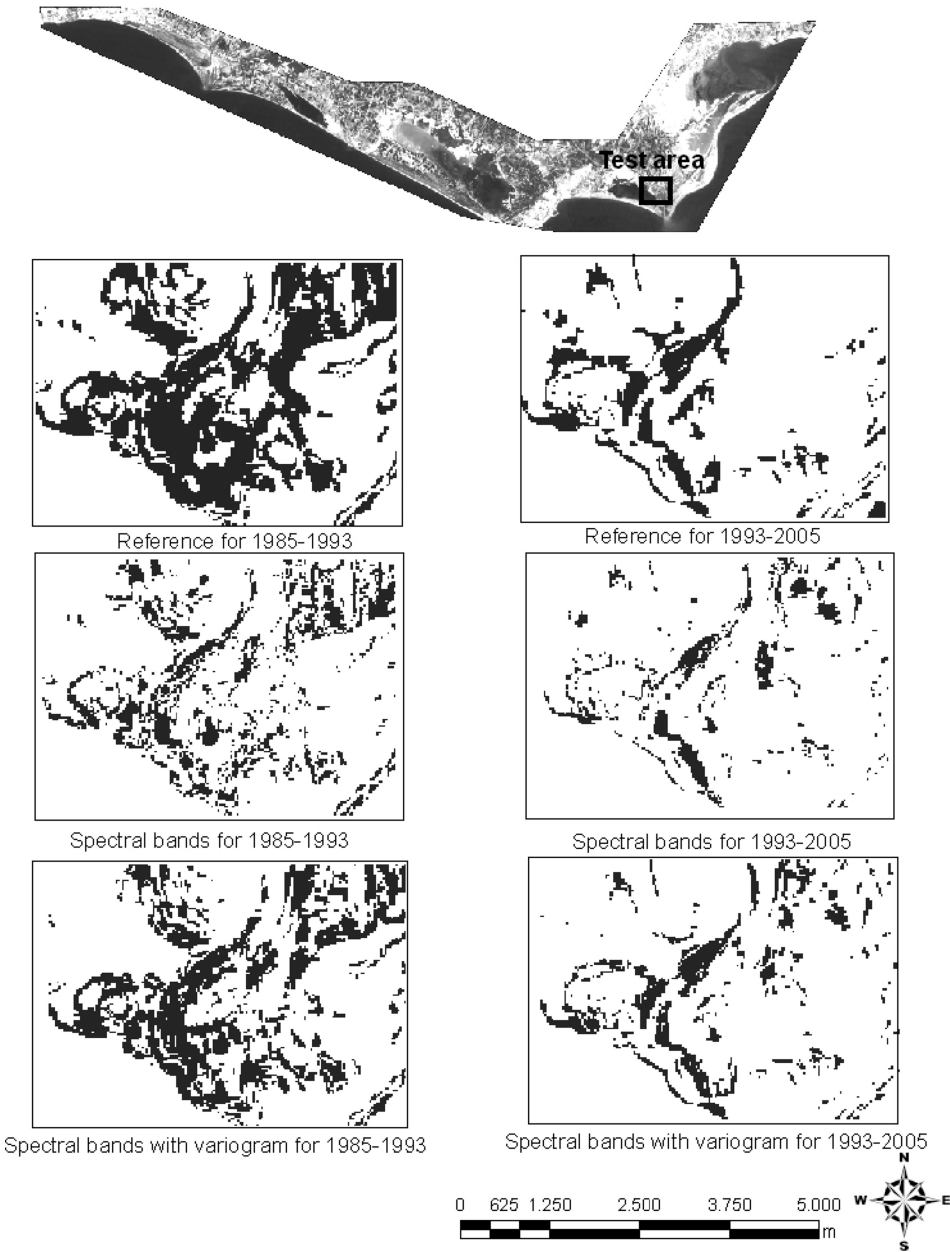 Test area
Reference for 1985-1993
Reference for 1993-2005
Spectral bands for 1985-1993
Spectral bands for 1993-2005
Spectral bands with variogram for 1985-1993
Spectral bands with variogram for 1993-2005
N
W E
S
0 625 1.250 2.500 3.750 5.000
m